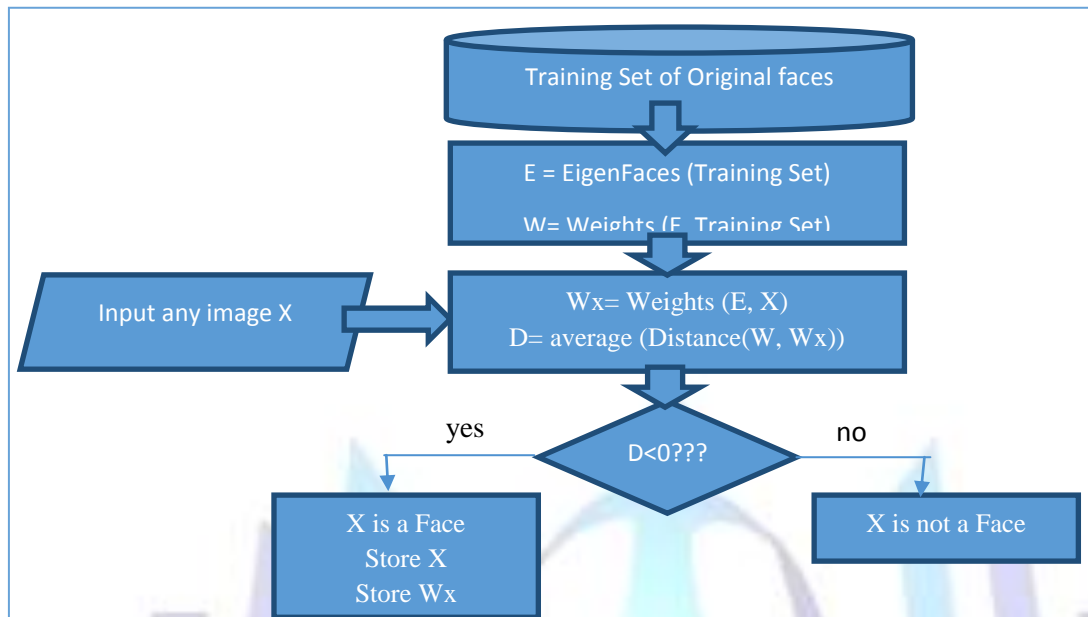 Training Set of Original faces
E = EigenFaces (Training Set)
W= Weights (E, Training Set)
Input any image X
Wx= Weights (E, X)
D= average (Distance(W, Wx))
yes
no
D<0???
X is a Face
Store X
Store Wx
X is not a Face